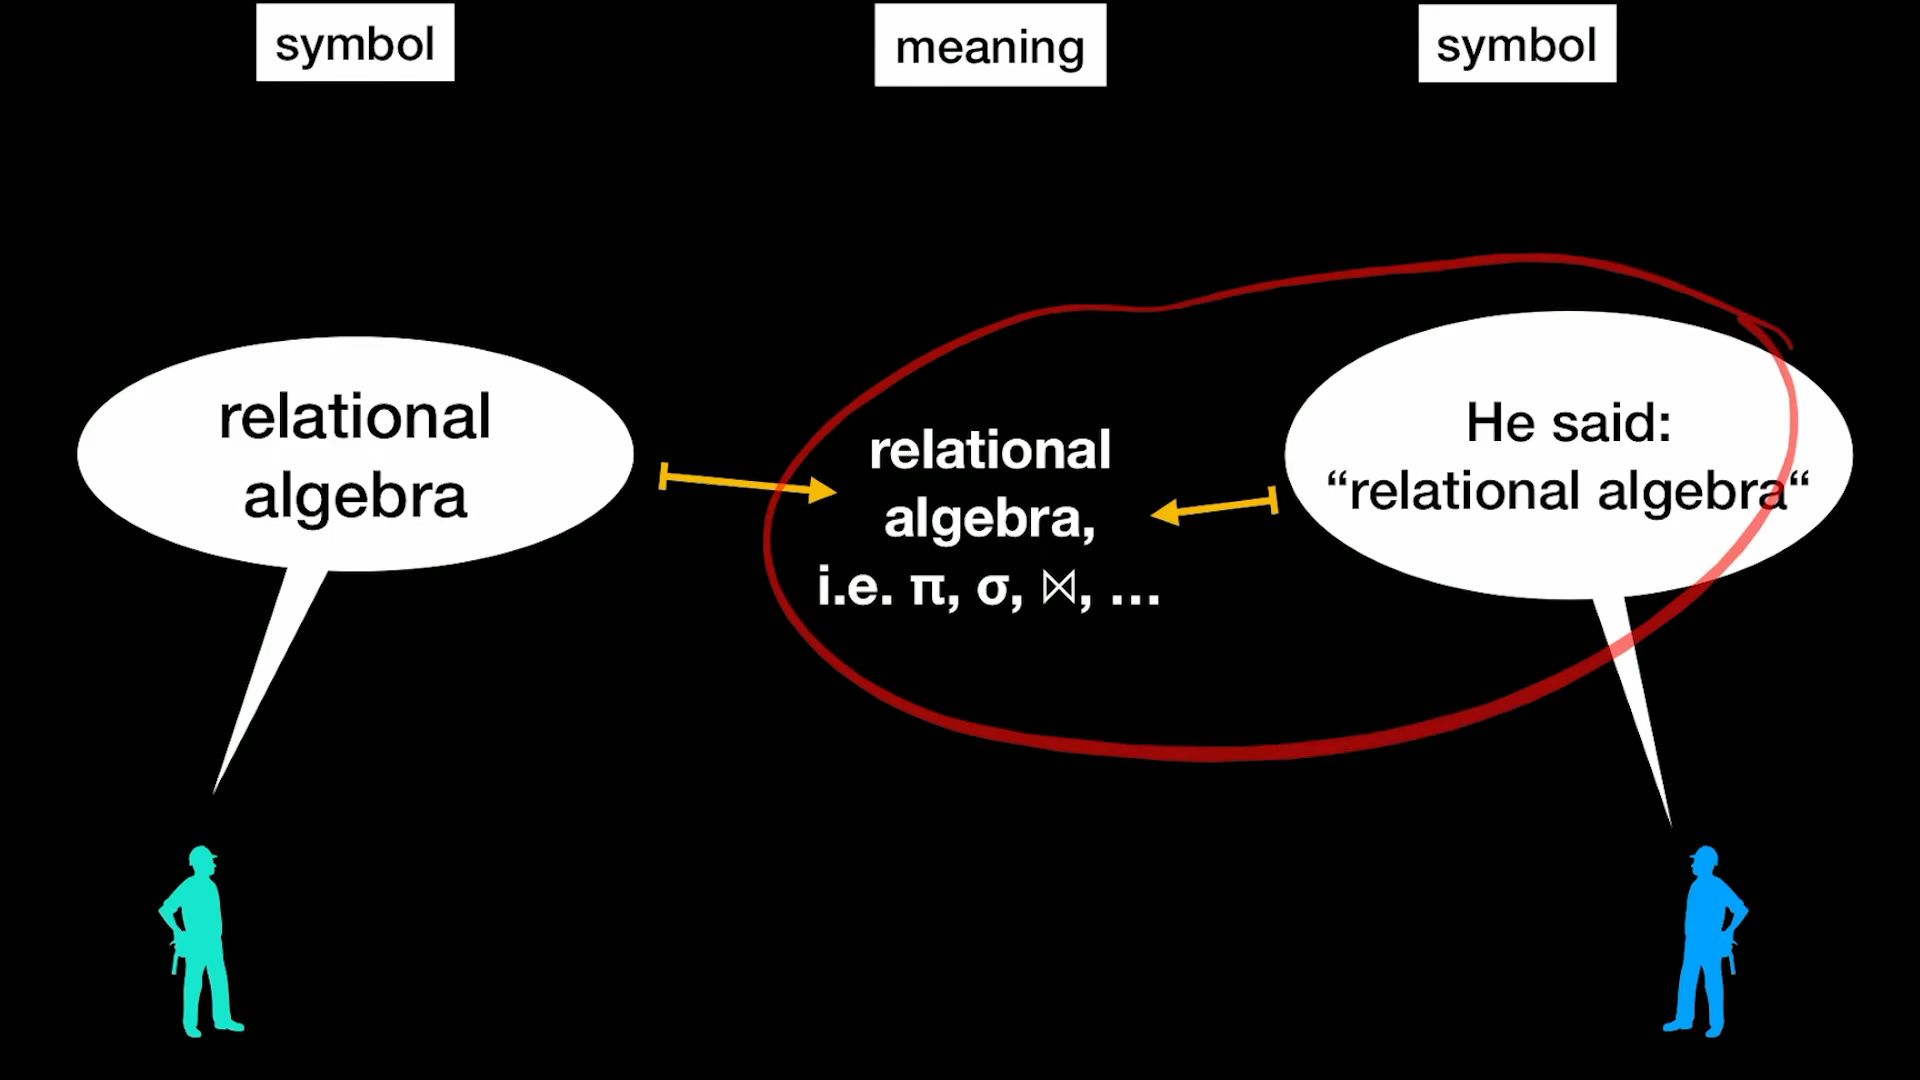 symbol
meaning
symbol
relational
algebra
relational
algebra,
i.e. π, σ, ⋈, ...
He said:
“relational algebra“